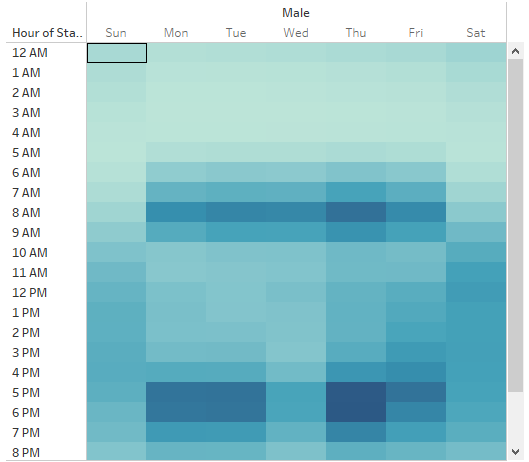 Male
Hour of Sta.. Sun Mon Tue Wed Thu Fri Sat
12 AM
1 AM
2 AM
3 AM
4 AM
5 AM
6 AM
7 AM
8 AM
9 AM
10 AM
11 AM
12 PM
1 PM
2 PM
3 PM
4 PM
5 PM
6 PM
7 PM
8 PM